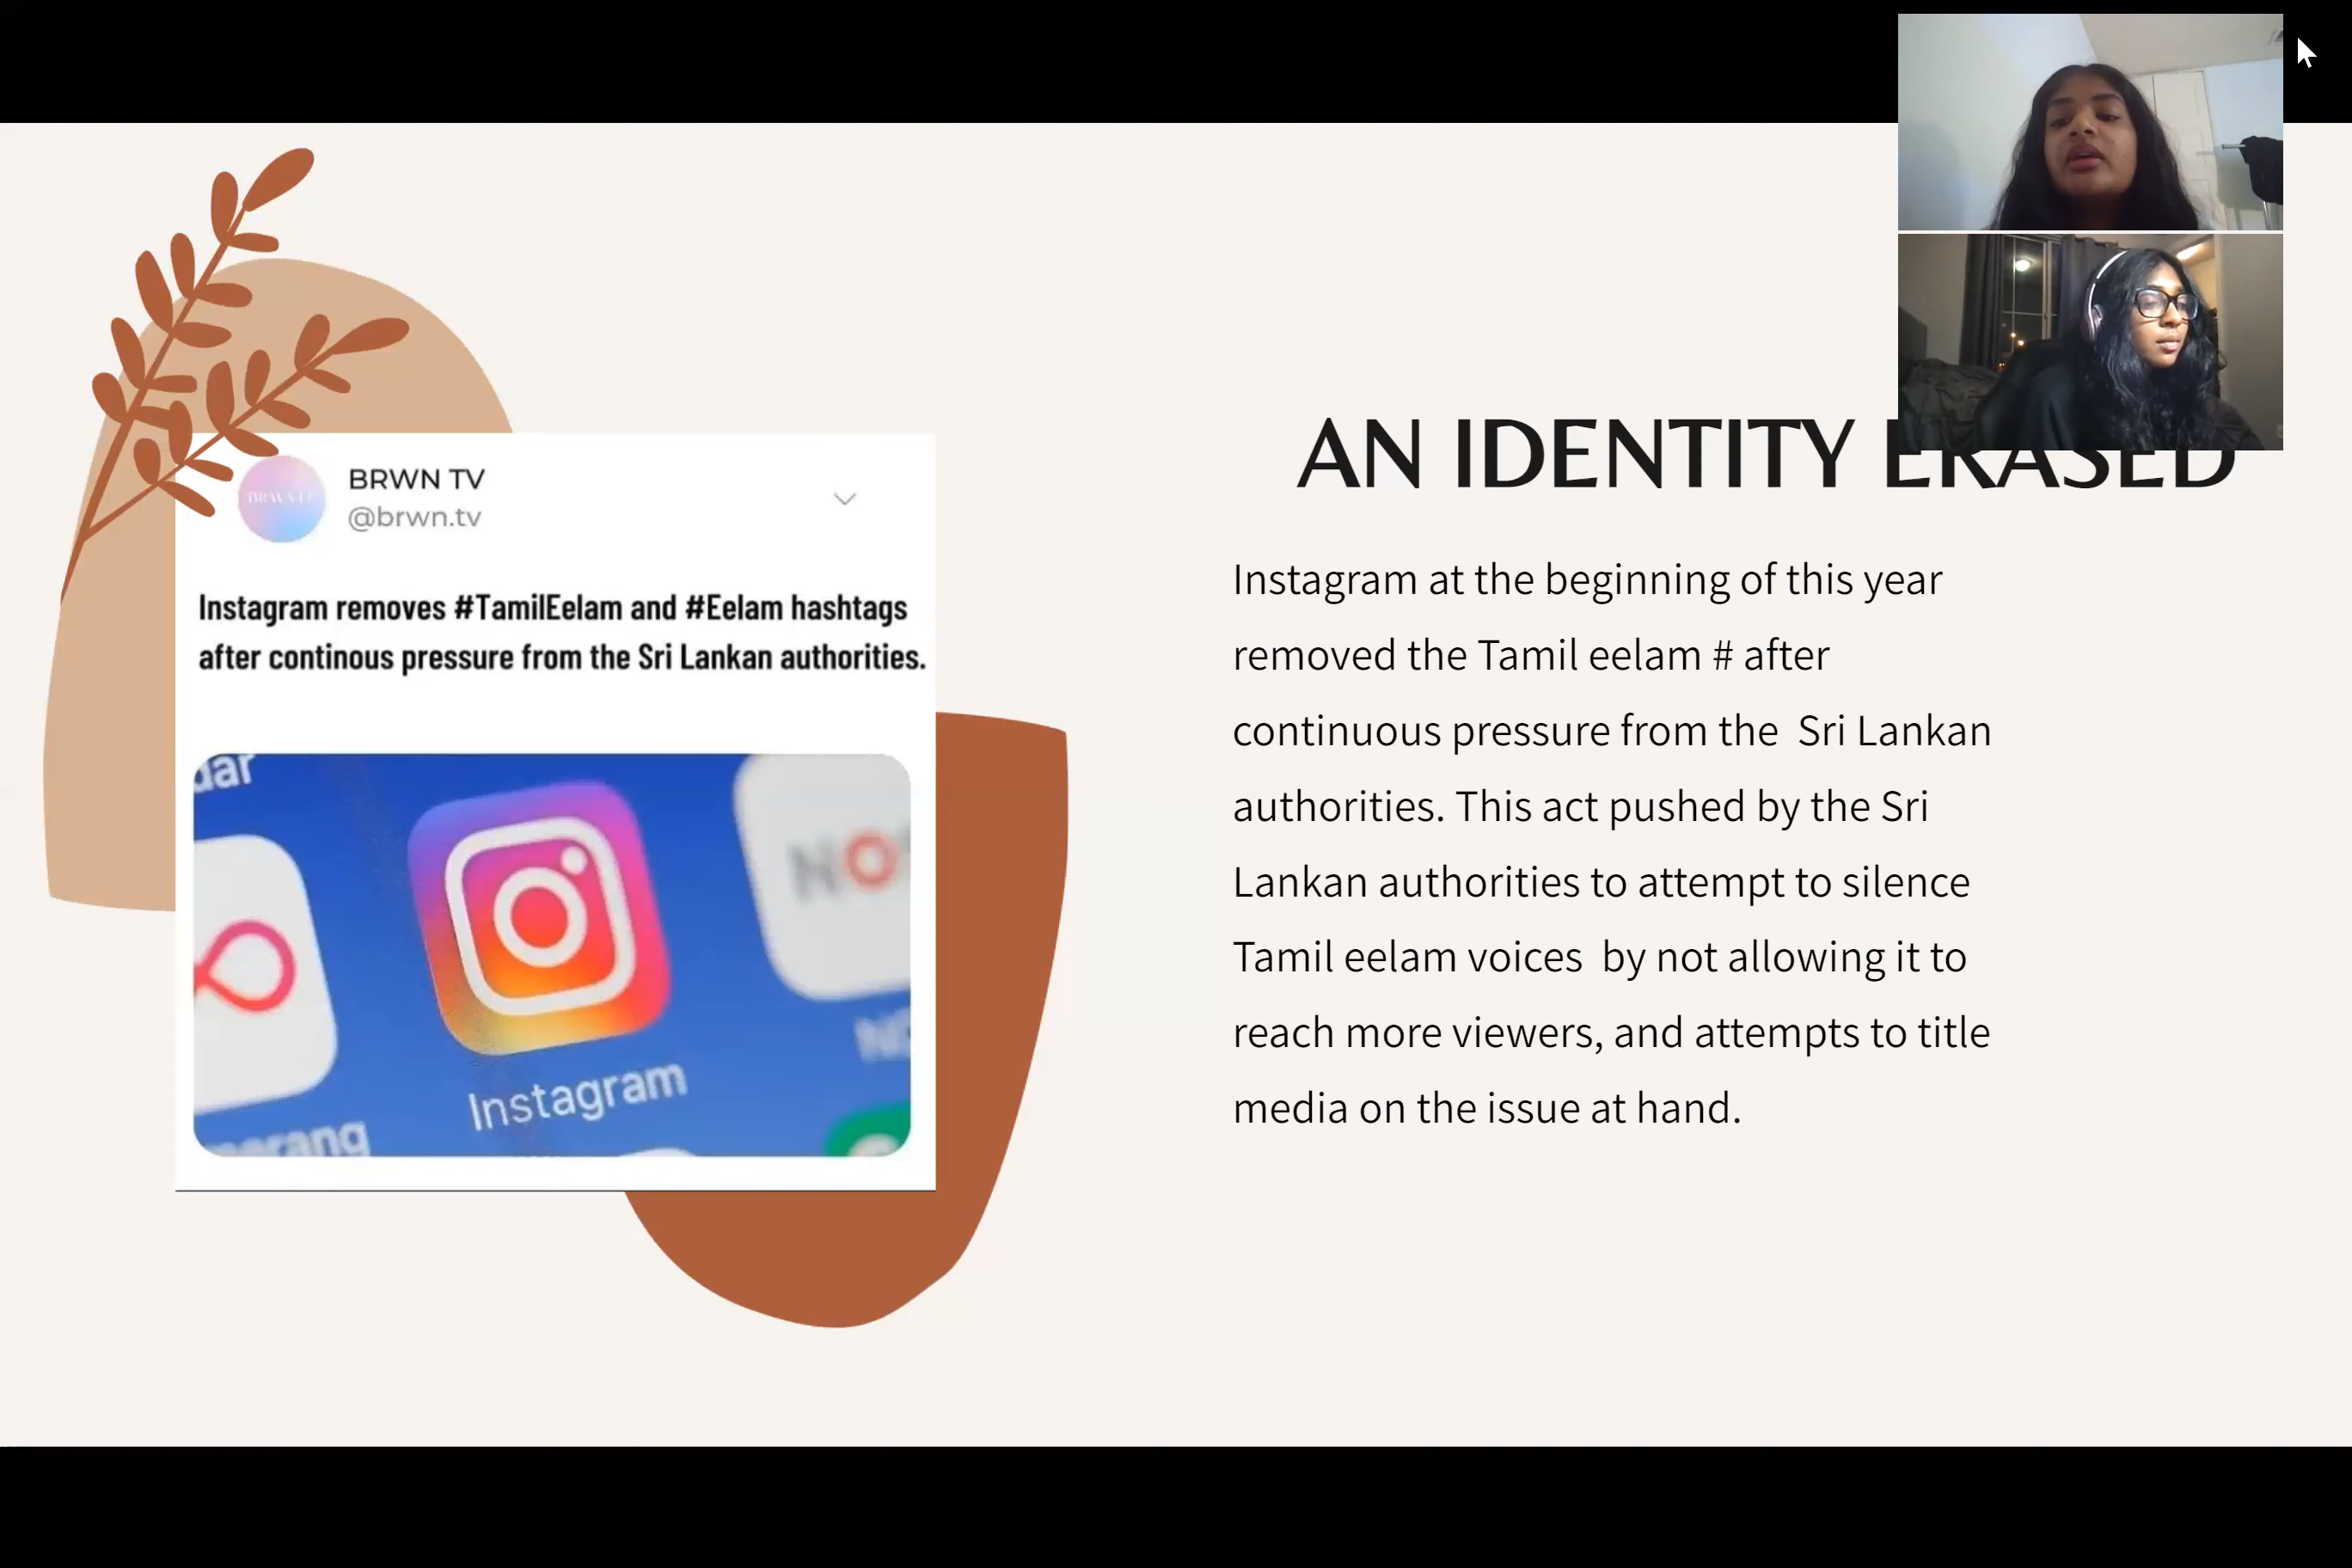 BRWN TV
@brwn.tv
Instagram removes #TamilEelam and #Eelam hashtags
after continous pressure from the Sri Lankan authorities.
dar
Instagram
erang
AN IDENTITY ERASED
Instagram at the beginning of this year
removed the Tamil eelam # after
continuous pressure from the  Sri Lankan
authorities. This act pushed by the Sri
Lankan authorities to attempt to silence
Tamil eelam voices  by not allowing it to
reach more viewers, and attempts to title
media on the issue at hand.